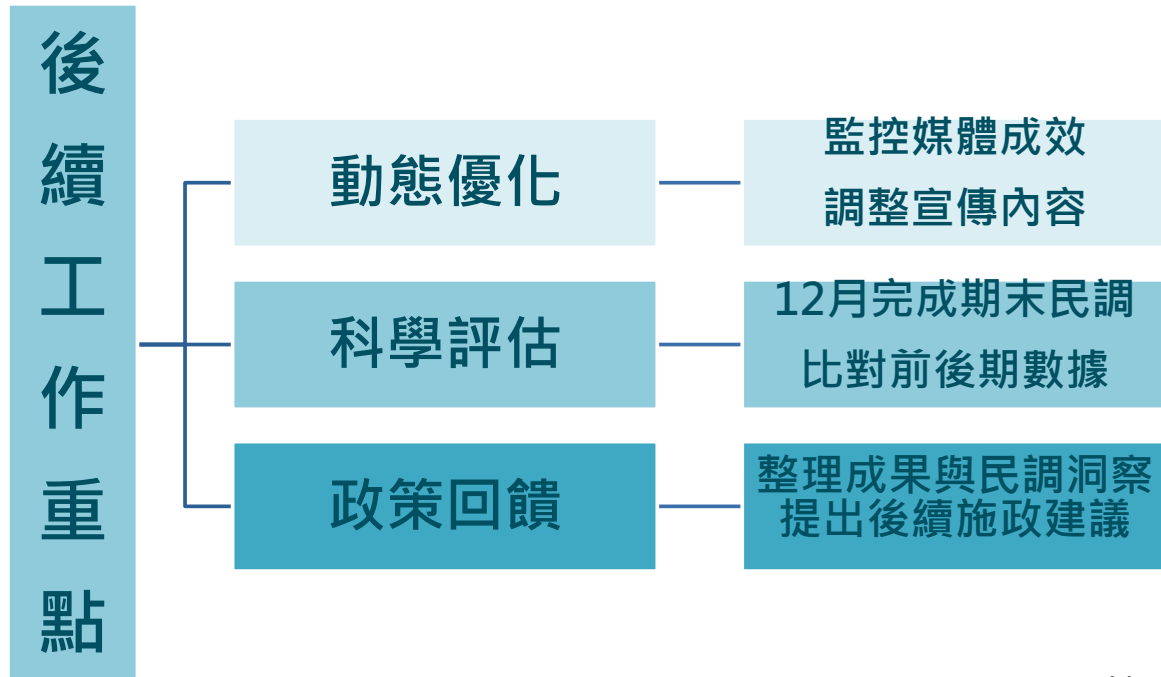 後續工作重點
動態優化
監控媒體成效
調整宣傳內容
科學評估
12月完成期末民調
比對前後期數據
政策回饋
整理成果與民調洞察
提出後續施政建議